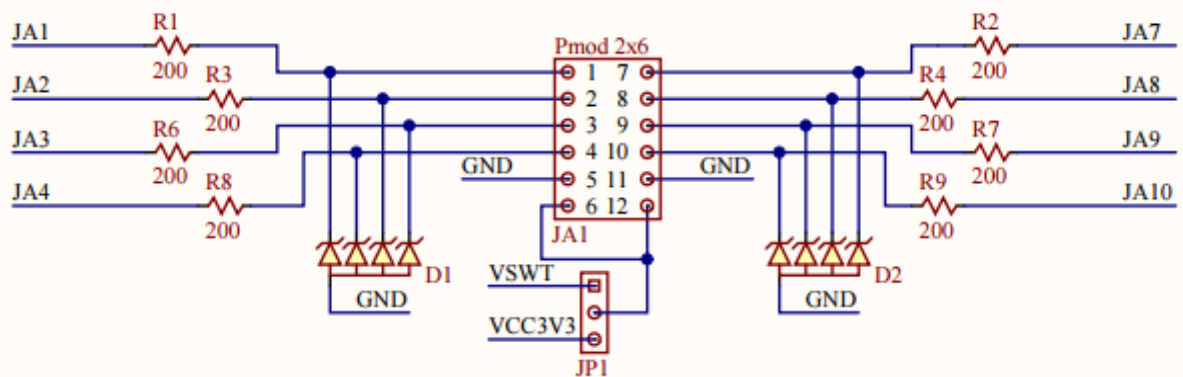 R1 R2
JA1 Pmod 2x6 JA7
200 R3 1 7 R4 200
JA2 2 8 JA8
R6 200 3 9 200 R7
JA3 4 10 JA9
200 R8 GND 5 11 GND R9 200
JA4 6 12 JA10
200 JA1 200
D1 VSWT D2
GND GND
VCC3V3
JP1